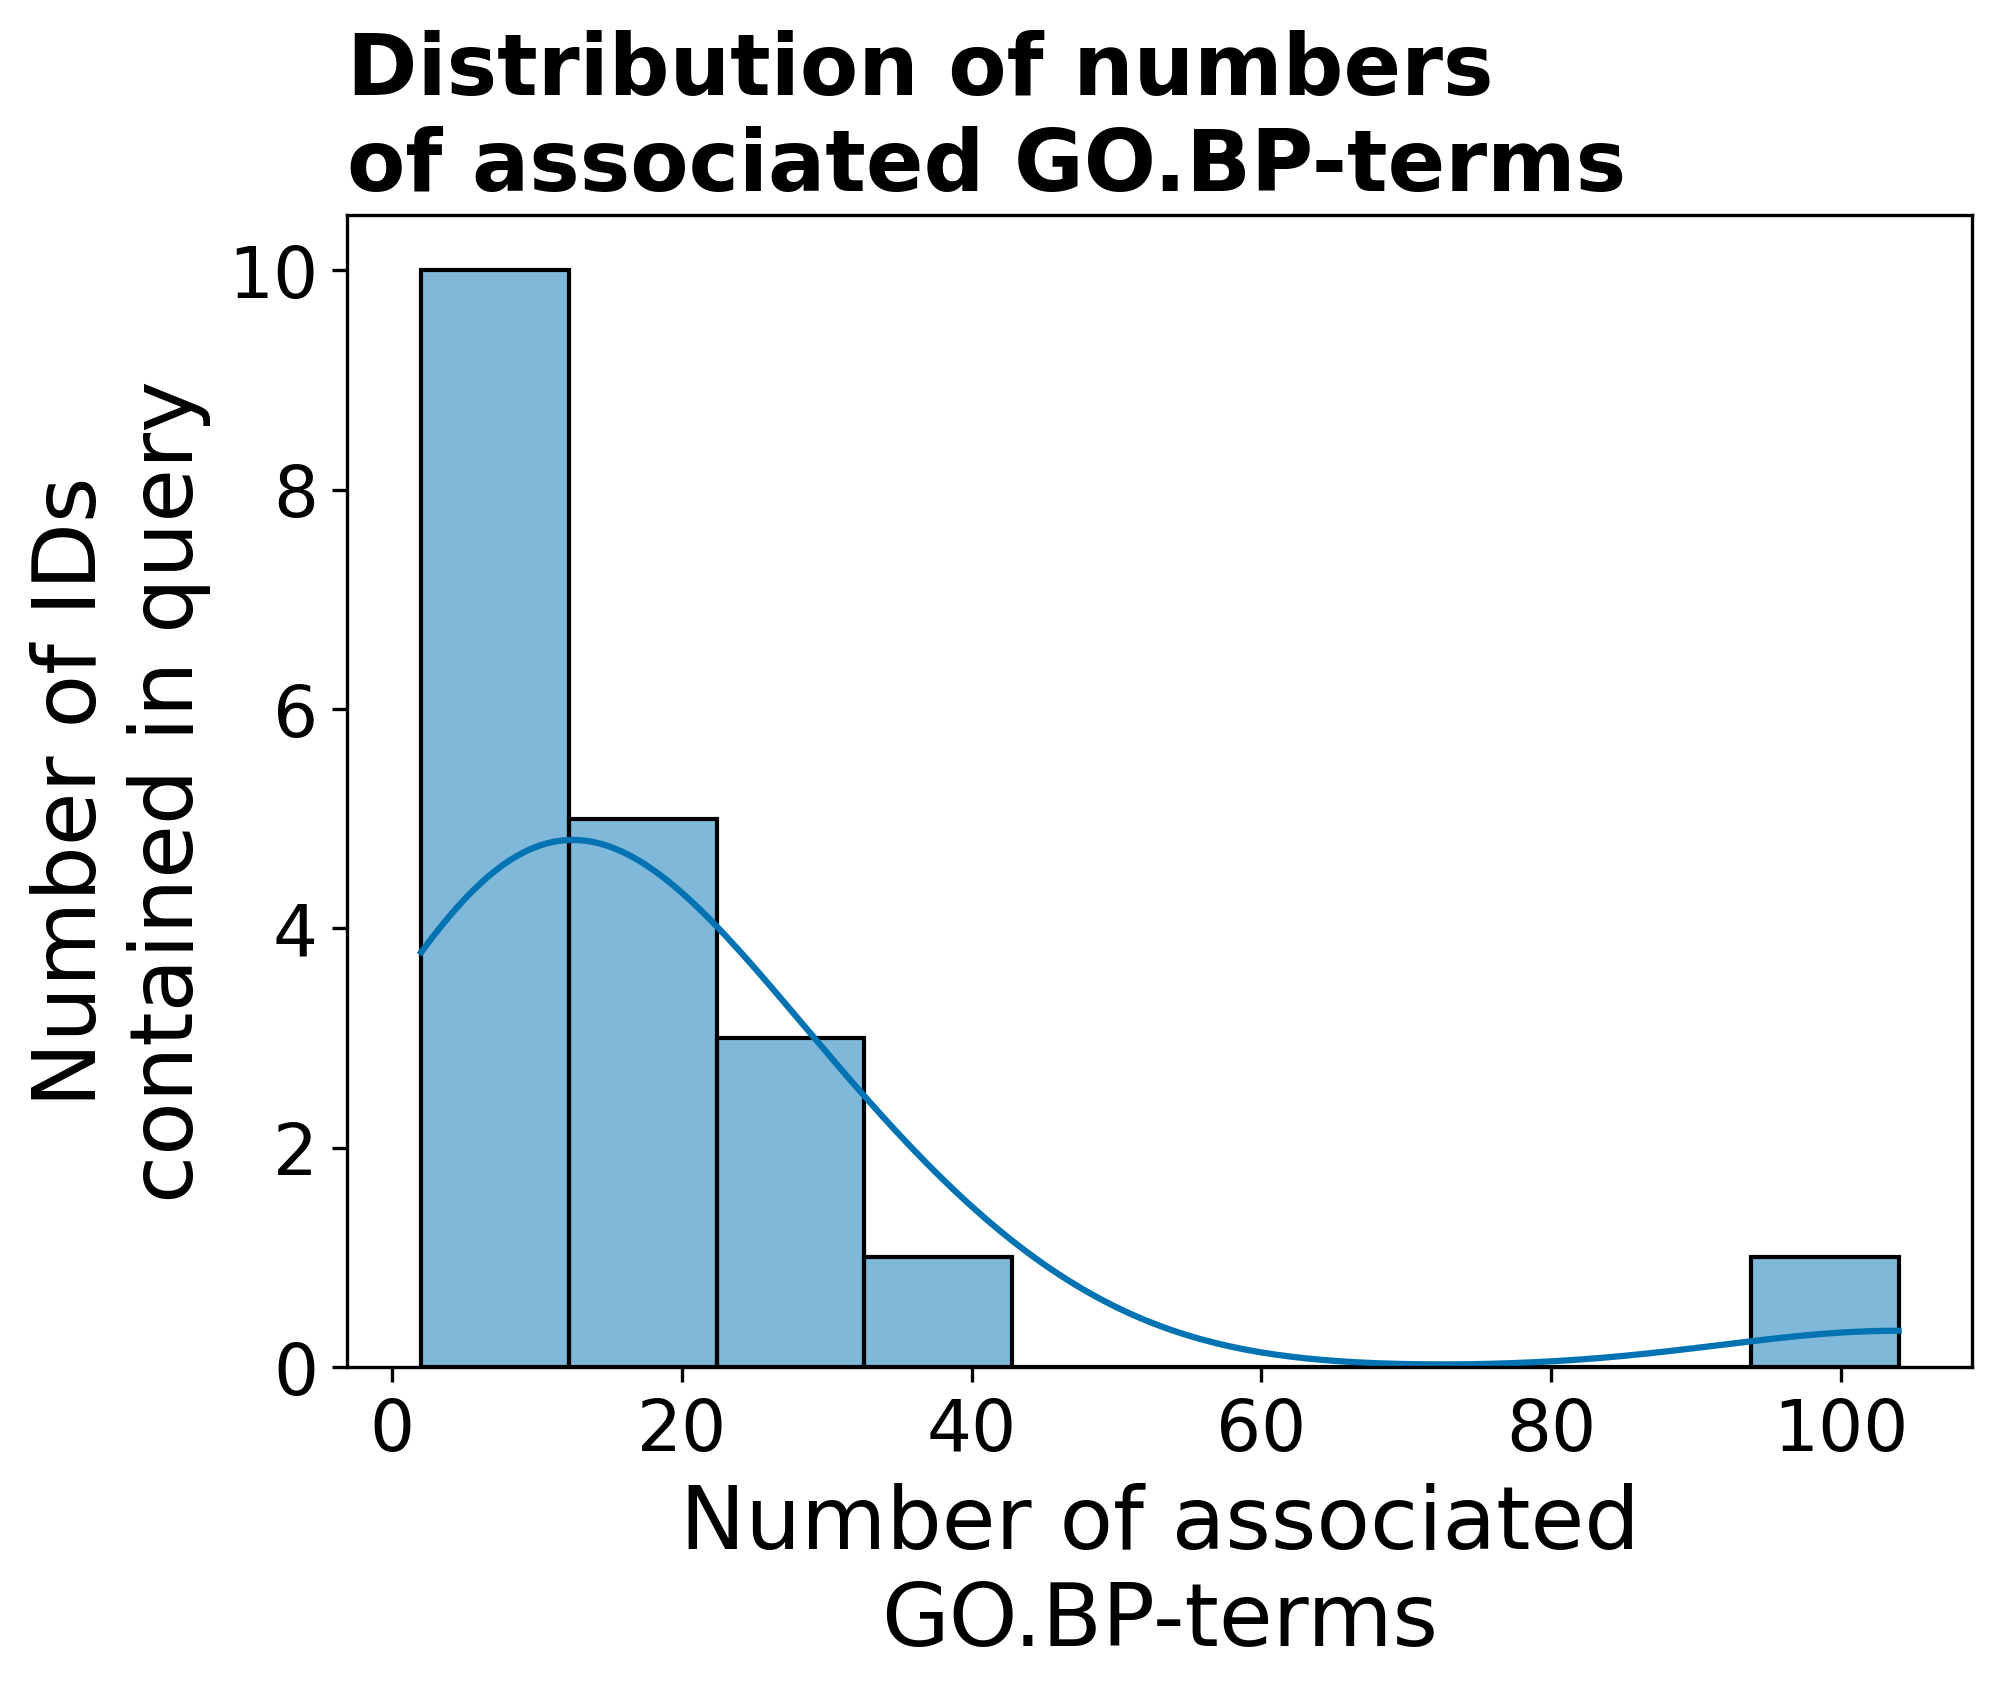 Distribution of numbers
of associated GO.BP-terms
Number of IDs
contained in query
10
8
6
4
2
0
0 20 40 60 80 100
Number of associated
GO.BP-terms